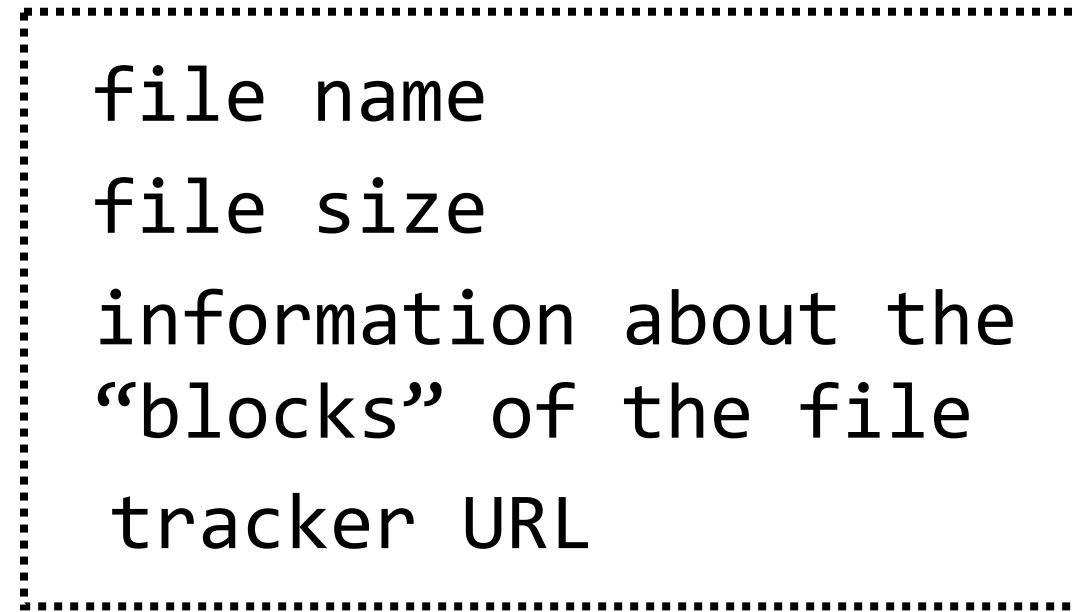 file name
file size
information about the
“blocks” of the file
tracker URL